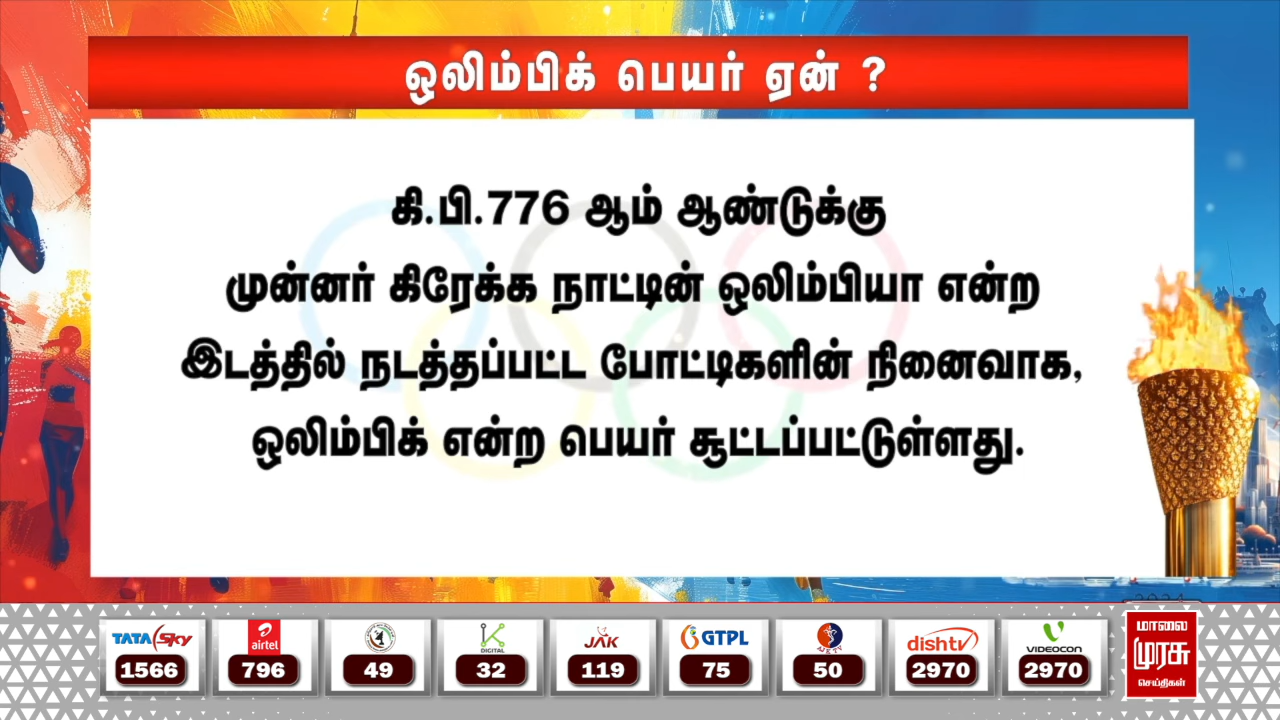 ஒலிம்பிக் பெயர் ஏன் ?
கி.பி.776 ஆம் ஆண்டுக்கு
முன்னர் கிரேக்க நாட்டின் ஒலிம்பியா என்ற
இடத்தில் நடத்தப்பட்ட போட்டிகளின் நினைவாக,
ஒலிம்பிக் என்ற பெயர் சூட்டப்பட்டுள்ளது.
TATA Sky airtel DIGITAL JAK GTPL AJK TV dishtv VIDEOCON
1566 796 49 32 119 75 50 2970 2970
மாலை
முரசு
செய்திகள்